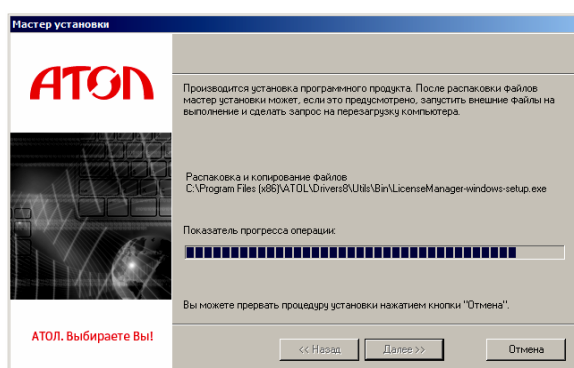 Мастер установки
АТОЛ
Производится установка программного продукта. После распаковки файлов
мастер установки может, если это предусмотрено, запустить внешние файлы на
выполнение и сделать запрос на перезагрузку компьютера.
Распаковка и копирование файлов
C:\Program Files (x86)\ATOL\Drivers8\Utils\Bin\LicenseManager-windows-setup.exe
Показатель прогресса операции:
Вы можете прервать процедуру установки нажатием кнопки "Отмена".
АТОЛ. Выбираете Вы!
<< Назад
Далее >>
Отмена